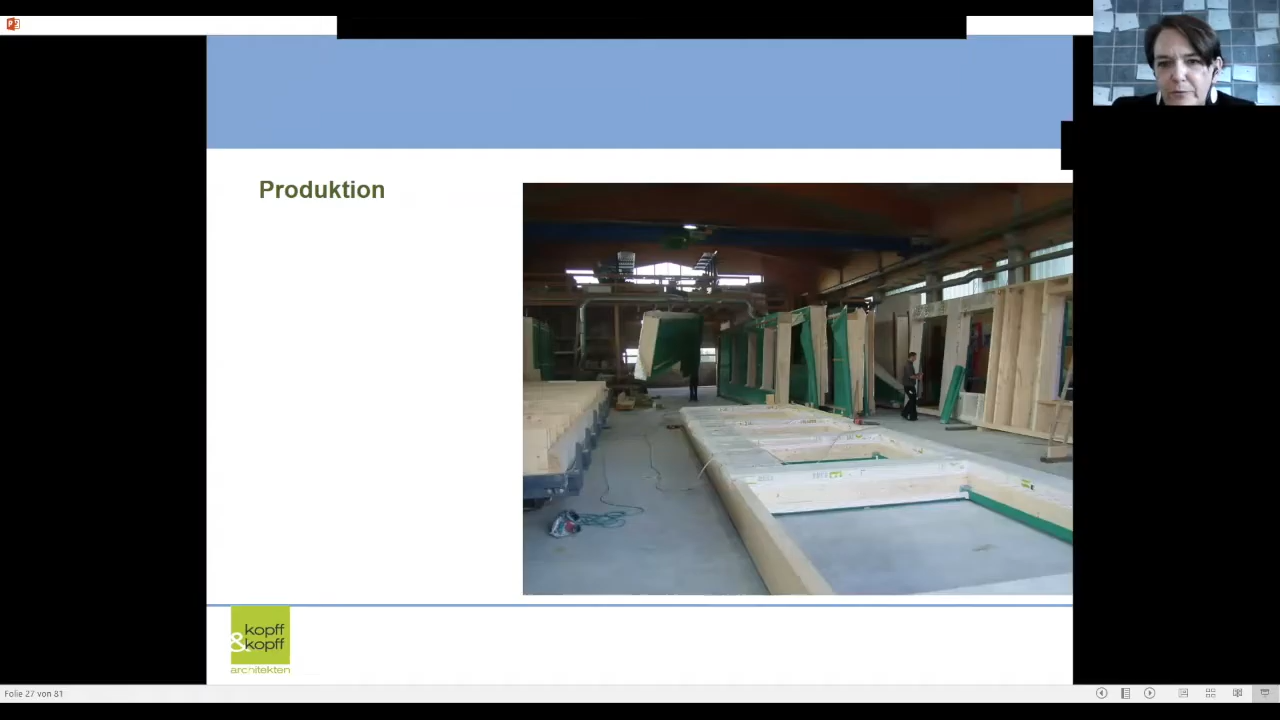 Produktion
kopff
&kopff
architekten
Folie 27 von 81